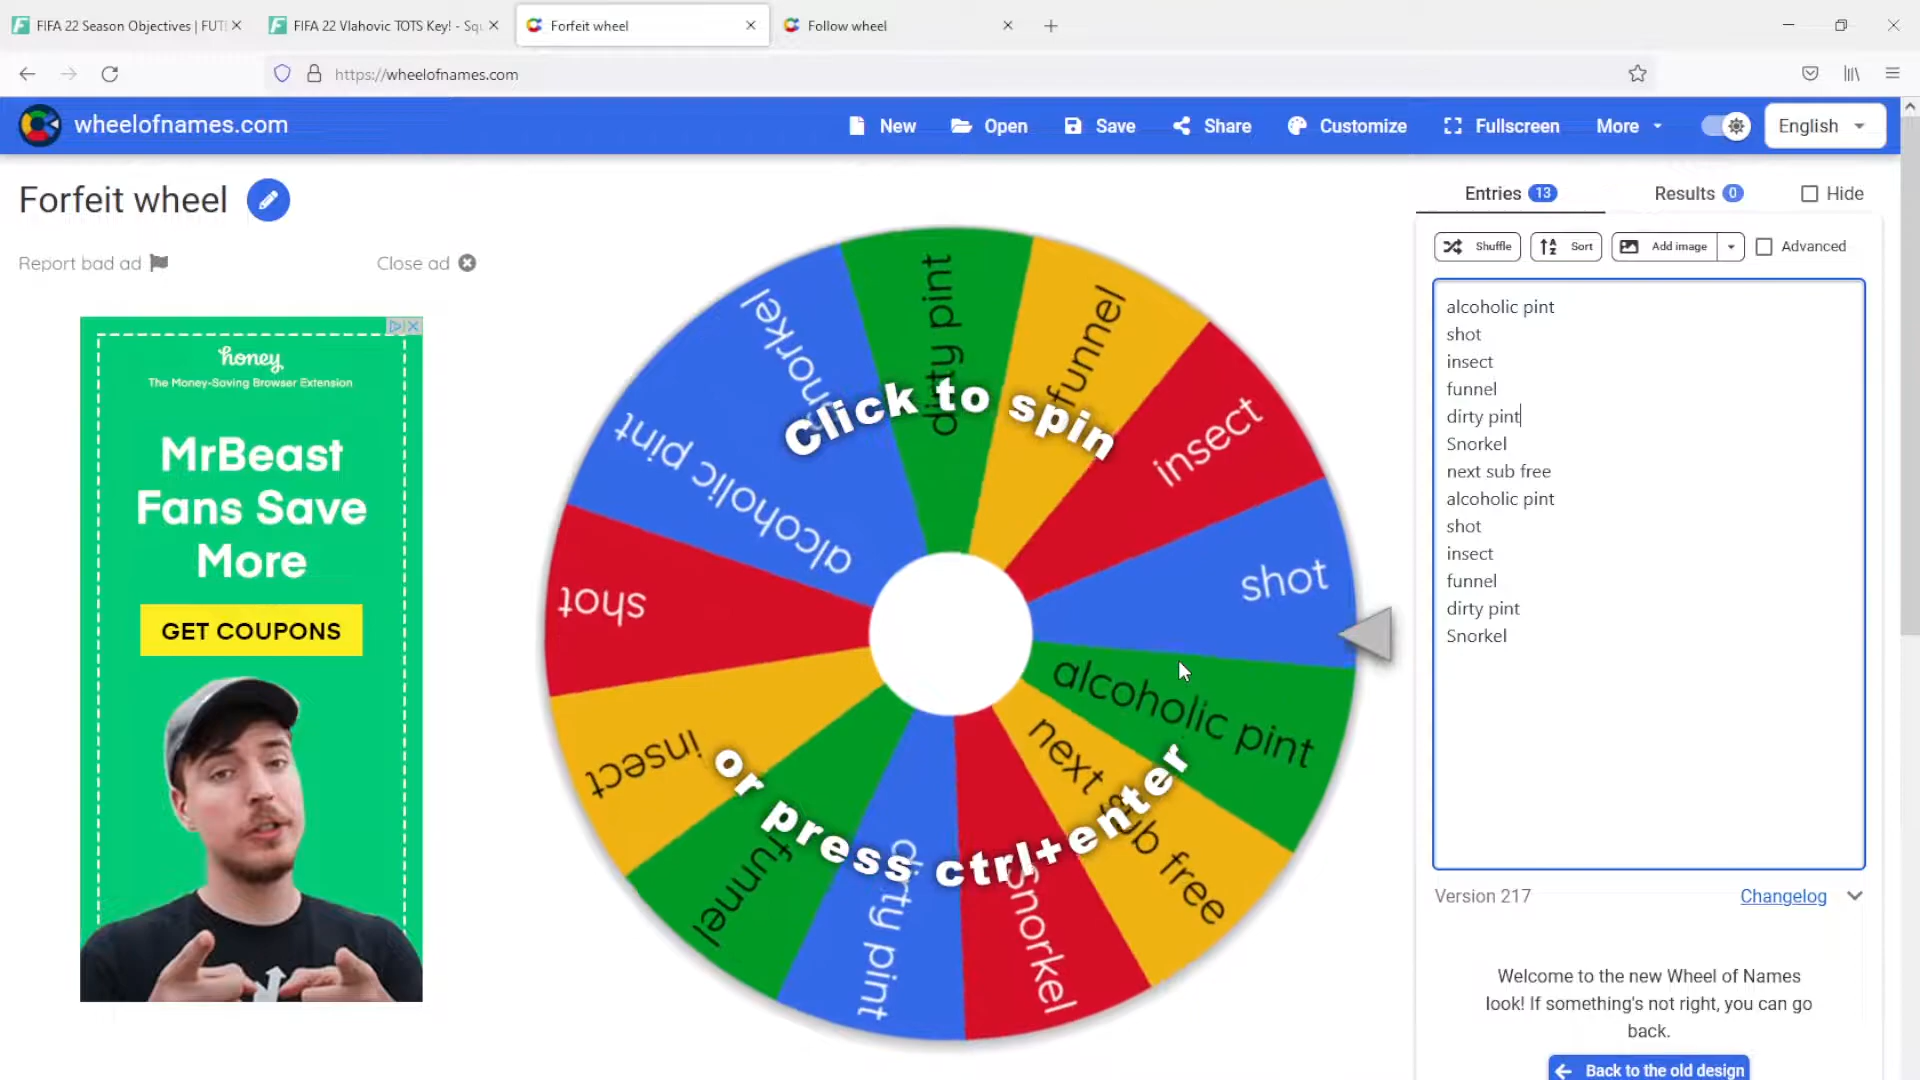 FIFA 22 Season Objectives | FUT
FIFA 22 Vlahovic TOTS Key! - Squ
Forfeit wheel
Follow wheel
https://wheelofnames.com
wheelofnames.com
New
Open
Save
Share
Customize
Fullscreen
More
English
Forfeit wheel
Report bad ad
Close ad
honey
The Money-Saving Browser Extension
MrBeast
Fans Save
More
GET COUPONS
Click to spin
or press ctrl+enter
dirty pint
funnel
insect
shot
alcoholic pint
next sub free
Snorkel
dirty pint
funnel
insect
shot
alcoholic pint
Snorkel
Entries 13
Results 0
Hide
Shuffle
Sort
Add image
Advanced
alcoholic pint
shot
insect
funnel
dirty pint
Snorkel
next sub free
alcoholic pint
shot
insect
funnel
dirty pint
Snorkel
Version 217
Changelog
Welcome to the new Wheel of Names
look! If something's not right, you can go
back.
Back to the old design